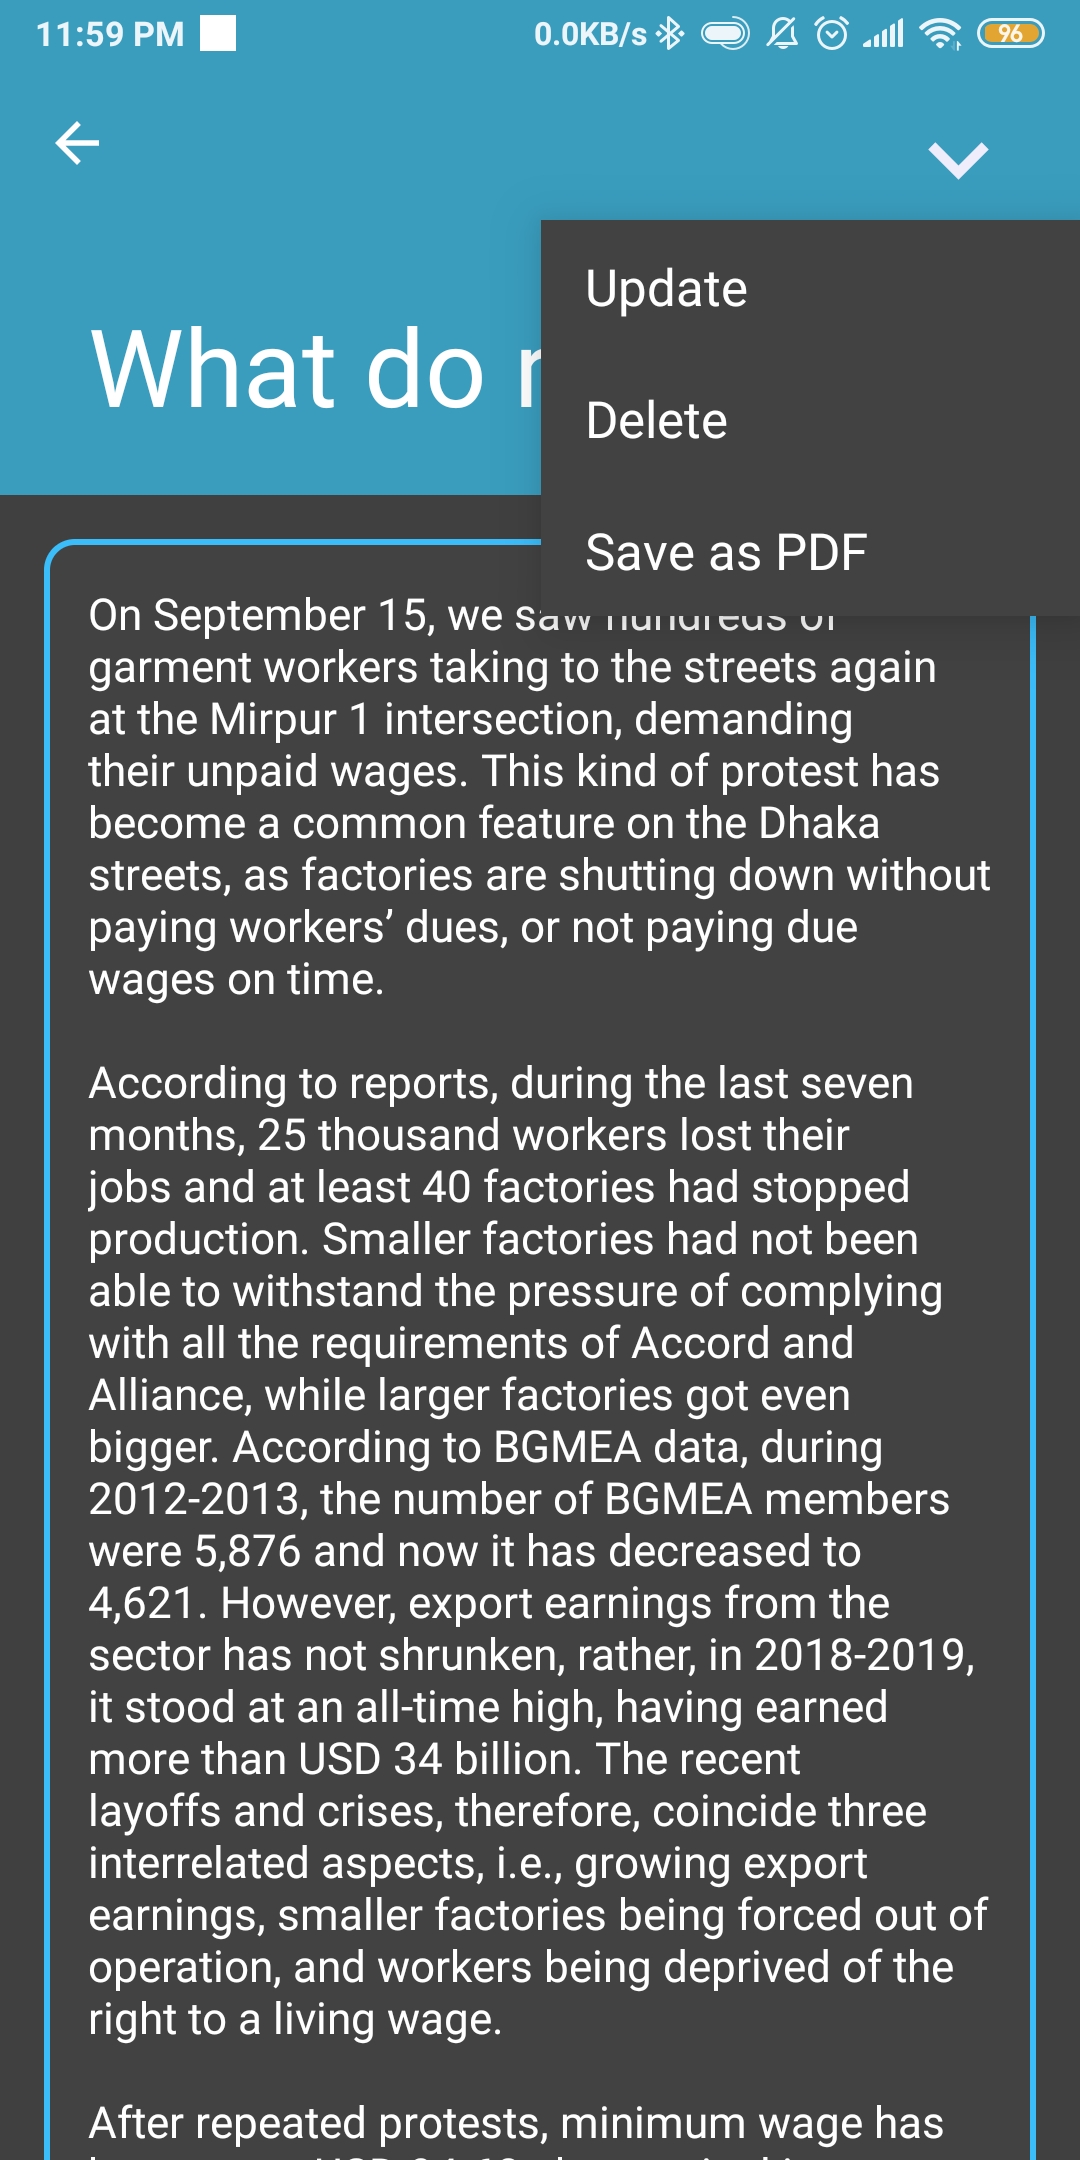 11:59 PM
0.0KB/s
96
Update
What do
Delete
Save as PDF
On September 15, we saw hundreds of
garment workers taking to the streets again
at the Mirpur 1 intersection, demanding
their unpaid wages. This kind of protest has
become a common feature on the Dhaka
streets, as factories are shutting down without
paying workers’ dues, or not paying due
wages on time.
According to reports, during the last seven
months, 25 thousand workers lost their
jobs and at least 40 factories had stopped
production. Smaller factories had not been
able to withstand the pressure of complying
with all the requirements of Accord and
Alliance, while larger factories got even
bigger. According to BGMEA data, during
2012-2013, the number of BGMEA members
were 5,876 and now it has decreased to
4,621. However, export earnings from the
sector has not shrunken, rather, in 2018-2019,
it stood at an all-time high, having earned
more than USD 34 billion. The recent
layoffs and crises, therefore, coincide three
interrelated aspects, i.e., growing export
earnings, smaller factories being forced out of
operation, and workers being deprived of the
right to a living wage.
After repeated protests, minimum wage has